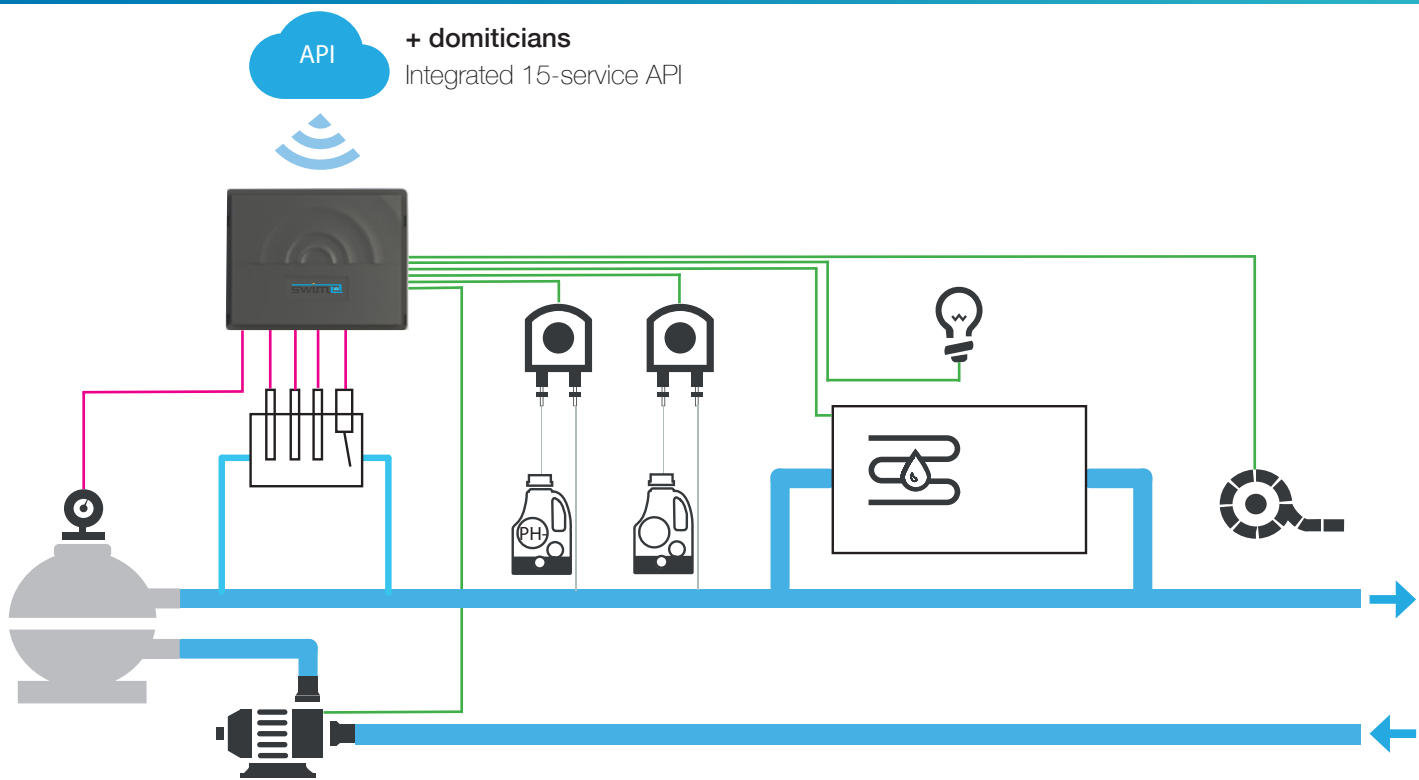 API
+ domiticians
Integrated 15-service API
swim
PH-